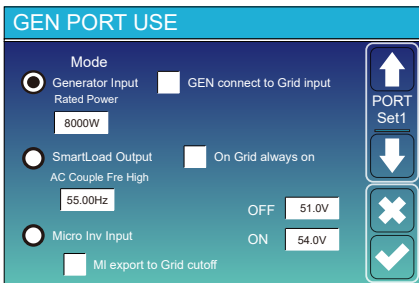 GEN PORT USE
Mode
Generator Input GEN connect to Grid input
Rated Power
8000W
PORT
Set1
SmartLoad Output On Grid always on
AC Couple Fre High
55.00Hz
OFF 51.0V
Micro Inv Input ON 54.0V
MI export to Grid cutoff